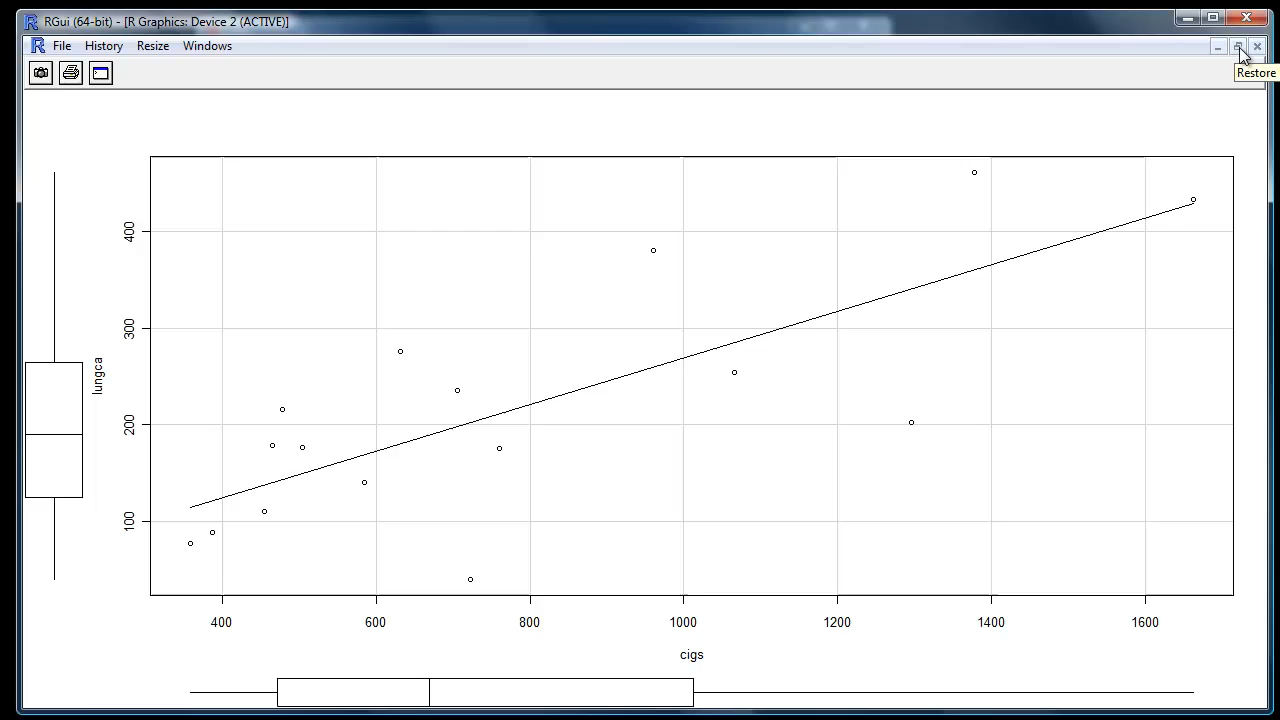 RGui (64-bit) - [R Graphics: Device 2 (ACTIVE)]
File History Resize Windows
Restore
400
300
200
100
lungca
400 600 800 1000 1200 1400 1600
cigs